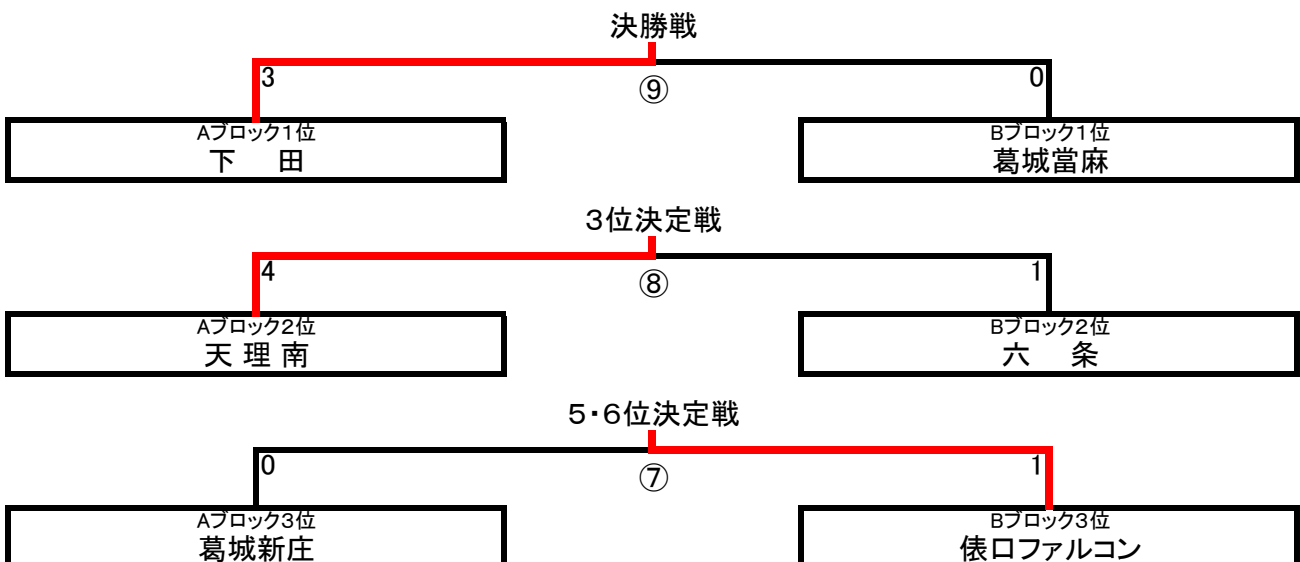 決勝戦
3
0
⑨
Aブロック1位
下　田
Bブロック1位
葛城當麻
3位決定戦
4
1
⑧
Aブロック2位
天 理 南
Bブロック2位
六　条
5・6位決定戦
0
1
⑦
Aブロック3位
葛城新庄
Bブロック3位
俵口ファルコン